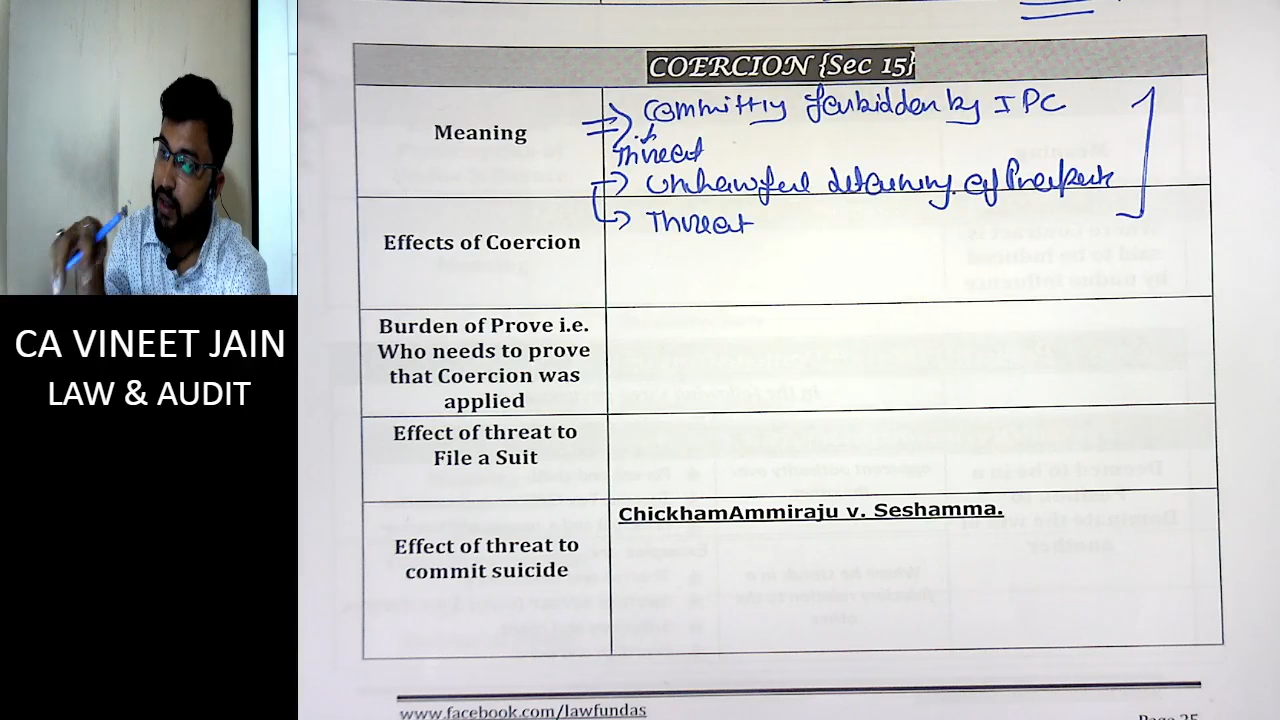 COERCION {Sec 15}
Meaning
Committing forbidden by IPC
Threat
unlawful detaining of Property
Threat
Effects of Coercion
Burden of Prove i.e.
Who needs to prove
that Coercion was
applied
Effect of threat to
File a Suit
ChickhamAmmiraju v. Seshamma.
Effect of threat to
commit suicide
www.facebook.com/lawfundas
Page 25
CA VINEET JAIN
LAW & AUDIT